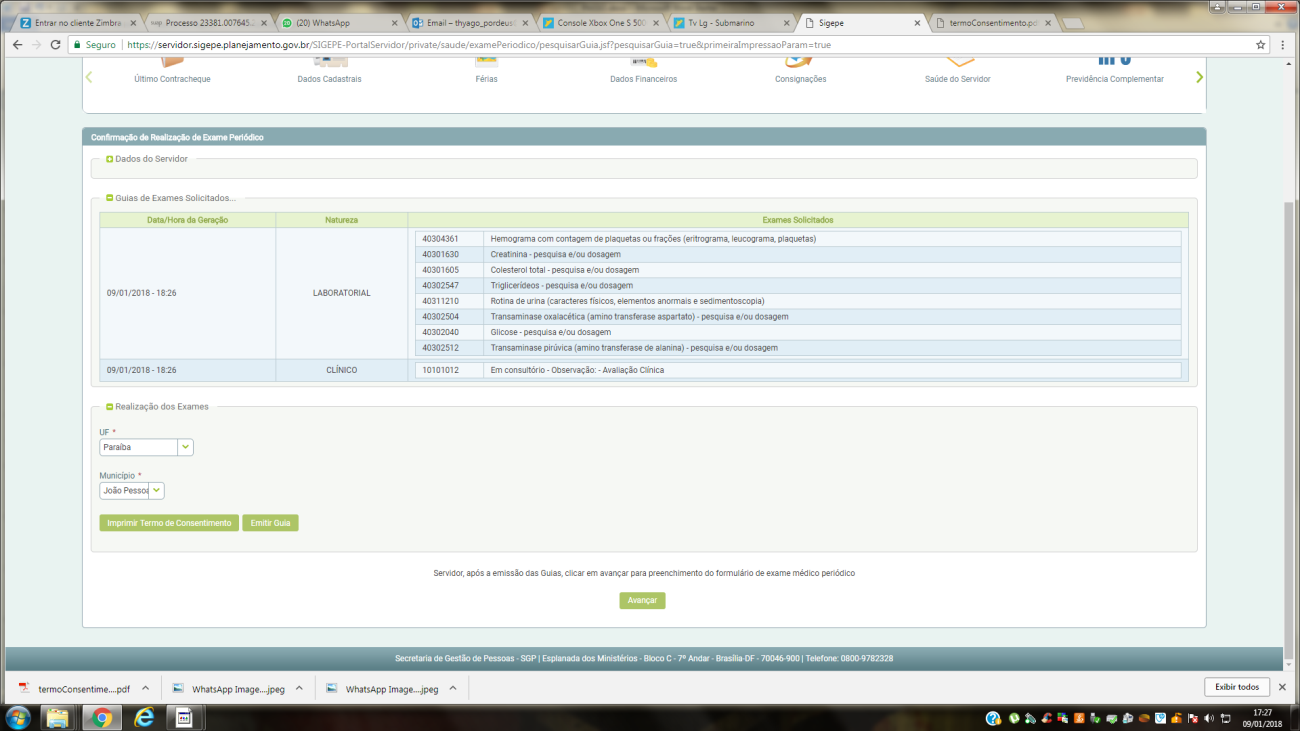 Entrar no cliente Zimbra
Processo 23381.007645.2
(20) WhatsApp
Email – thyago_pordeus
Console Xbox One S 500
Tv Lg - Submarino
Sigepe
termoConsentimento.pdf
Seguro
https://servidor.sigepe.planejamento.gov.br/SIGEPE-PortalServidor/private/saude/examePeriodico/pesquisarGuia.jsf?pesquisarGuia=true&primeiraImpressaoParam=true
Último Contracheque
Dados Cadastrais
Férias
Dados Financeiros
Consignações
Saúde do Servidor
Previdência Complementar
Confirmação de Realização de Exame Periódico
Dados do Servidor
Guias de Exames Solicitados...
Data/Hora da Geração Natureza Exames Solicitados
40304361 Hemograma com contagem de plaquetas ou frações (eritrograma, leucograma, plaquetas)
40301630 Creatinina - pesquisa e/ou dosagem
40301605 Colesterol total - pesquisa e/ou dosagem
40302547 Triglicerídeos - pesquisa e/ou dosagem
09/01/2018 - 18:26 LABORATORIAL
40311210 Rotina de urina (caracteres físicos, elementos anormais e sedimentoscopia)
40302504 Transaminase oxalacética (amino transferase aspartato) - pesquisa e/ou dosagem
40302040 Glicose - pesquisa e/ou dosagem
40302512 Transaminase pirúvica (amino transferase de alanina) - pesquisa e/ou dosagem
09/01/2018 - 18:26 CLÍNICO 10101012 Em consultório - Observação: - Avaliação Clínica
Realização dos Exames
UF *
Paraíba
Município *
João Pessoa
Imprimir Termo de Consentimento Emitir Guia
Servidor, após a emissão das Guias, clicar em avançar para preenchimento do formulário de exame médico periódico
Avançar
Secretaria de Gestão de Pessoas - SGP | Esplanada dos Ministérios - Bloco C - 7º Andar - Brasília-DF - 70046-900 | Telefone: 0800-9782328
termoConsentime....pdf
WhatsApp Image....jpeg
WhatsApp Image....jpeg
Exibir todos
17:27
09/01/2018